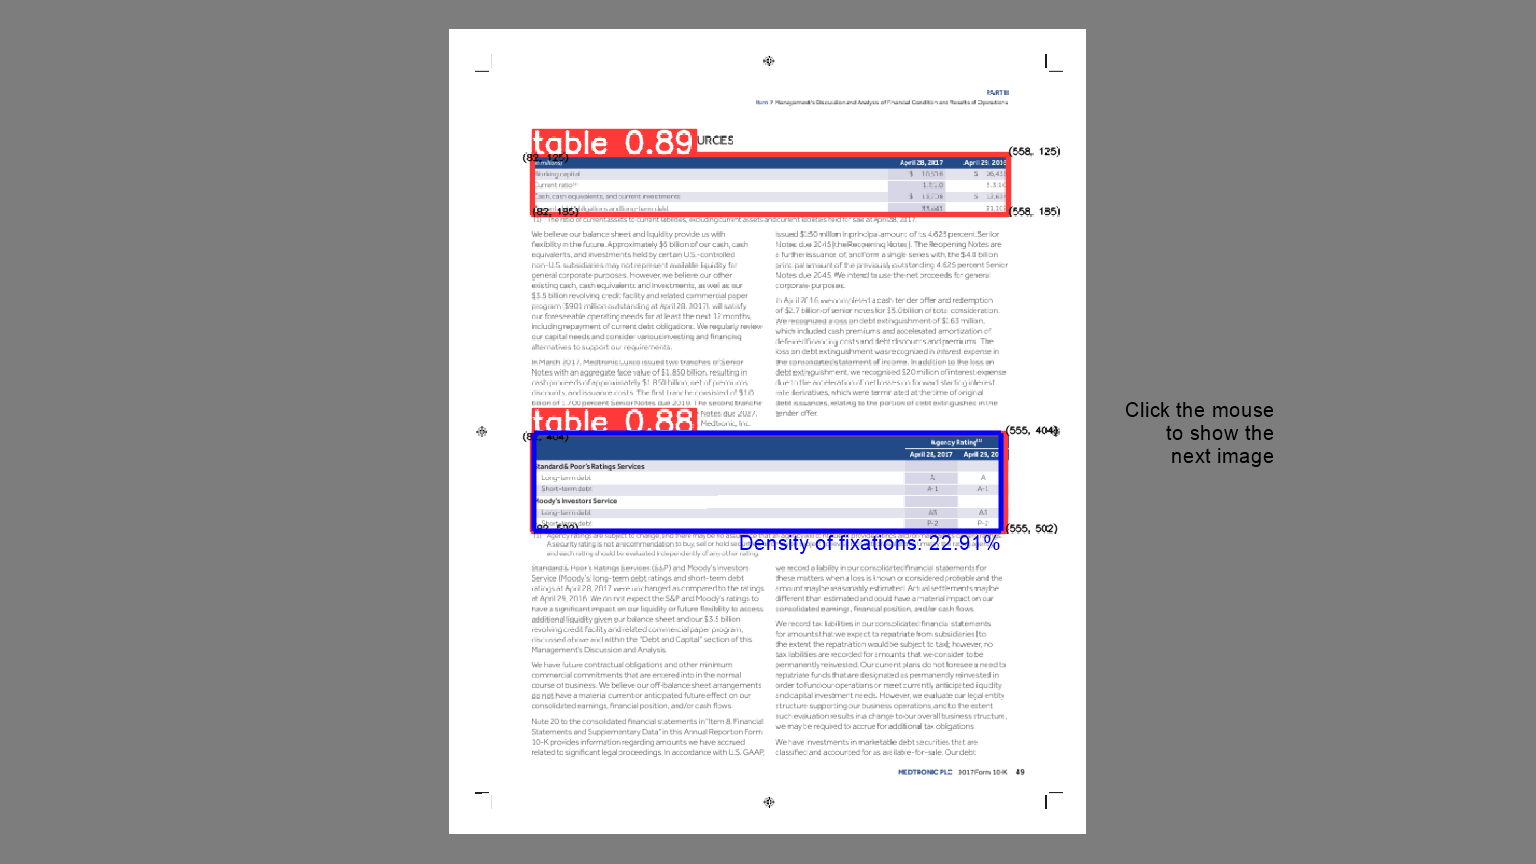 PART II
Item 7 Management's Discussion and Analysis of Financial Condition and Results of Operations
table 0.89 URCES
(82, 125) (558, 125)
(in millions) April 28, 2017 April 29, 2016
Working capital $ $
Current ratio(1)
Cash, cash equivalents, and current investments $ $
obligations and long-term debt
(82, 185) (558, 185)
(1) The ratio of current assets to current liabilities, excluding current assets and current liabilities held for sale at April 28, 2017.
We believe our balance sheet and liquidity provide us with
flexibility in the future. Approximately $6 billion of our cash, cash
equivalents, and investments held by certain U.S.-controlled
non-U.S. subsidiaries may not represent available liquidity for
general corporate purposes. However, we believe our other
existing cash, cash equivalents and investments, as well as our
$3.5 billion revolving credit facility and related commercial paper
program ($901 million outstanding at April 28, 2017), will satisfy
our foreseeable operating needs for at least the next 12 months,
including repayment of current debt obligations. We regularly review
our capital needs and consider various investing and financing
alternatives to support our requirements.
In March 2017, Medtronic Luxco issued two tranches of Senior
Notes with an aggregate face value of $1.850 billion, resulting in
cash proceeds of approximately $1.850 billion, net of premiums
discounts, and issuance costs. The first tranche consisted of $1.0
billion of 1.700 percent Senior Notes due 2019. The second tranche
Notes due 2027.
Medtronic, Inc.
issued $150 million in principal amount of its 4.625 percent Senior
Notes due 2045 (the Reopening Notes). The Reopening Notes are
a further issuance of, and form a single series with, the $4.0 billion
principal amount of the previously outstanding 4.625 percent Senior
Notes due 2045. We intend to use the net proceeds for general
corporate purposes.
In April 2016, we completed a cash tender offer and redemption
of $2.7 billion of senior notes for $3.0 billion of total consideration.
We recognized a loss on debt extinguishment of $163 million,
which included cash premiums and accelerated amortization of
deferred financing costs and debt discounts and premiums. The
loss on debt extinguishment was recognized in interest expense in
the consolidated statement of income. In addition to the loss on
debt extinguishment, we recognized $20 million of interest expense
due to the acceleration of net losses on forward starting interest
rate derivatives, which were terminated at the time of original
debt issuances, relating to the portion of debt extinguished in the
tender offer.
table 0.88
(82, 404) (555, 404)
Agency Rating(1)
April 28, 2017 April 29, 20
Standard & Poor's Ratings Services
Long-term debt A A
Short-term debt A-1 A-1
Moody's Investors Service
Long-term debt A3 A3
Short-term debt P-2 P-2
(82, 502) (555, 502)
(1) Agency ratings are subject to change, and there may be no
A security rating is not a recommendation to buy, sell or hold
and each rating should be evaluated independently of any other rating.
Density of fixations: 22.91%
Standard & Poor's Ratings Services (S&P) and Moody's Investors
Service (Moody's) long-term debt ratings and short-term debt
ratings at April 28, 2017 were unchanged as compared to the ratings
at April 29, 2016. We do not expect the S&P and Moody's ratings to
have a significant impact on our liquidity or future flexibility to access
additional liquidity given our balance sheet and our $3.5 billion
revolving credit facility and related commercial paper program,
discussed above and within the "Debt and Capital" section of this
Management's Discussion and Analysis.
We have future contractual obligations and other minimum
commercial commitments that are entered into in the normal
course of business. We believe our off-balance sheet arrangements
do not have a material current or anticipated future effect on our
consolidated earnings, financial position, and/or cash flows.
Note 20 to the consolidated financial statements in "Item 8. Financial
Statements and Supplementary Data" in this Annual Report on Form
10-K provides information regarding amounts we have accrued
related to significant legal proceedings. In accordance with U.S. GAAP,
we record a liability in our consolidated financial statements for
these matters when a loss is known or considered probable and the
amount may be reasonably estimated. Actual settlements may be
different than estimated and could have a material impact on our
consolidated earnings, financial position, and/or cash flows.
We record tax liabilities in our consolidated financial statements
for amounts that we expect to repatriate from subsidiaries (to
the extent the repatriation would be subject to tax); however, no
tax liabilities are recorded for amounts that we consider to be
permanently reinvested. Our current plans do not foresee a need to
repatriate funds that are designated as permanently reinvested in
order to fund our operations or meet currently anticipated liquidity
and capital investment needs. However, we evaluate our legal entity
structure supporting our business operations, and to the extent
such evaluation results in a change to our overall business structure,
we may be required to accrue for additional tax obligations.
We have investments in marketable debt securities that are
classified and accounted for as available-for-sale. Our debt
MEDTRONIC PLC 2017 Form 10-K 49
Click the mouse
to show the
next image